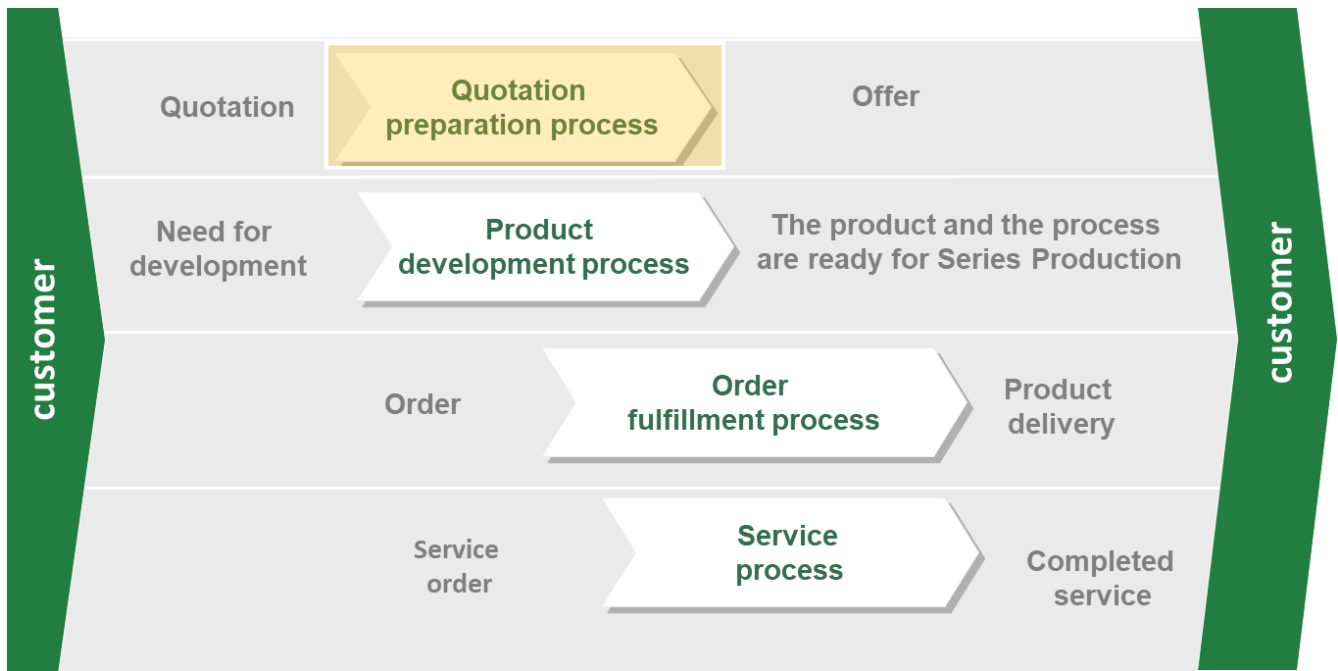 customer
Quotation
Quotation
preparation process
Offer
Need for
development
Product
development process
The product and the process
are ready for Series Production
Order
Order
fulfillment process
Product
delivery
Service
order
Service
process
Completed
service
customer